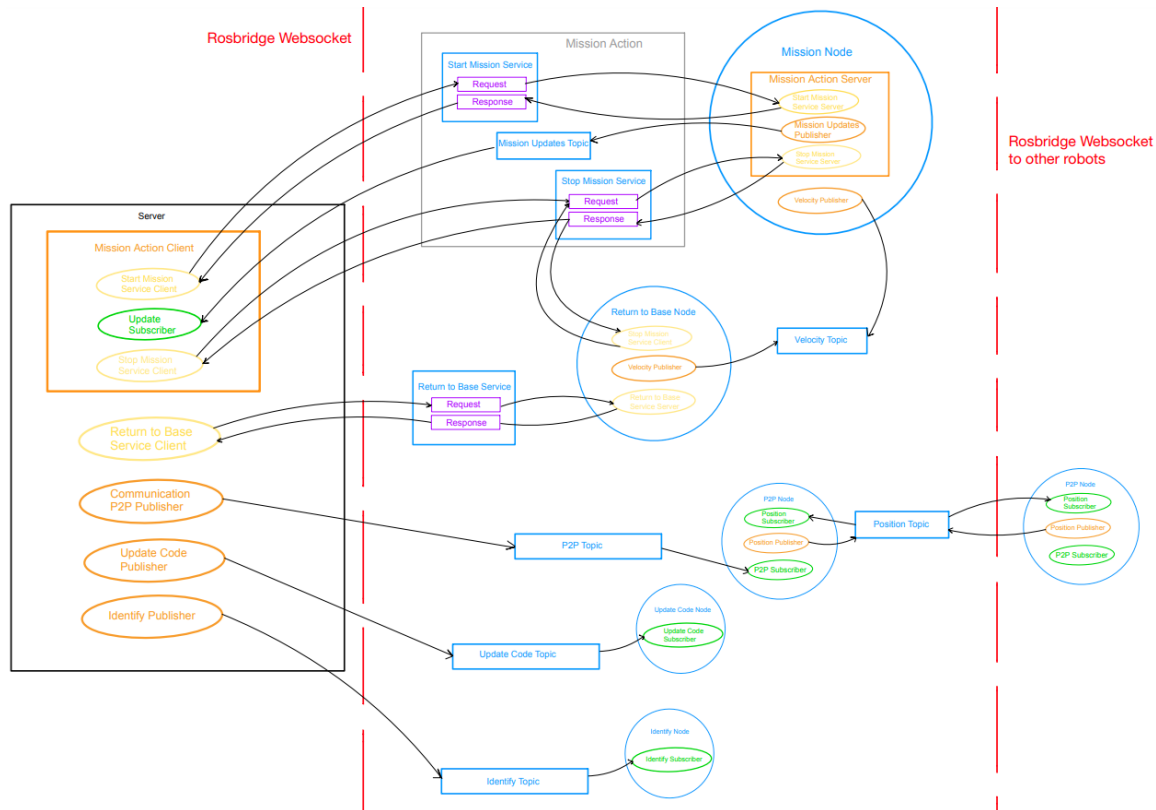 Rosbridge Websocket
Mission Action
Mission Node
Start Mission Service
Request
Response
Mission Action Server
Start Mission
Service Server
Mission Updates
Publisher
Stop Mission
Service Server
Mission Updates Topic
Rosbridge Websocket
to other robots
Stop Mission Service
Request
Response
Velocity Publisher
Server
Mission Action Client
Start Mission
Service Client
Update
Subscriber
Stop Mission
Service Client
Return to Base Node
Stop Mission
Service Client
Velocity Publisher
Return to Base
Service Server
Velocity Topic
Return to Base Service
Request
Response
Return to Base
Service Client
Communication
P2P Publisher
P2P Topic
P2P Node
Position
Subscriber
Position Publisher
P2P Subscriber
Position Topic
P2P Node
Position
Subscriber
Position Publisher
P2P Subscriber
Update Code
Publisher
Update Code Topic
Update Code Node
Update Code
Subscriber
Identify Publisher
Identify Topic
Identify Node
Identify Subscriber